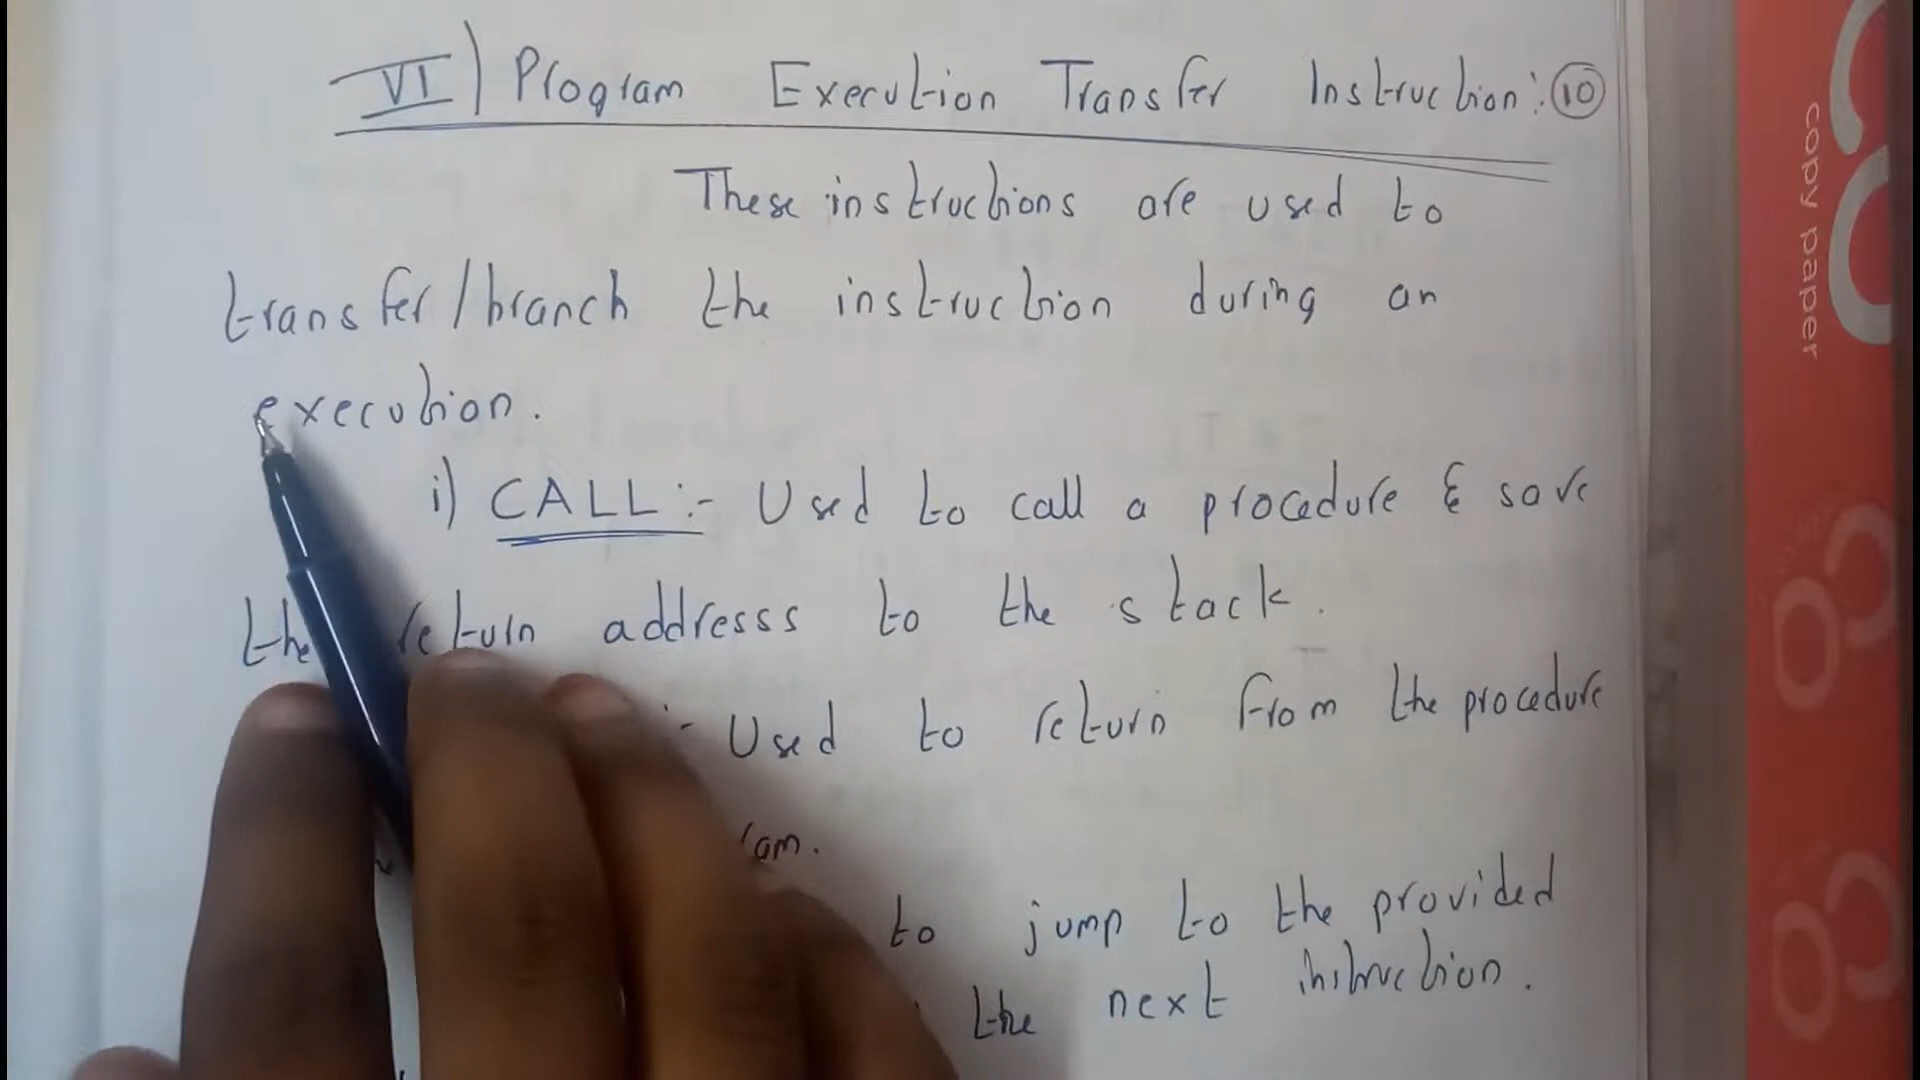 VI) Program Execution Transfer Instruction:- 10
These instructions are used to
transfer/branch the instruction during an
execution.
i) CALL:- Used to call a procedure & save
the return addresss to the stack.
:- Used to return from the procedure
to jump to the provided
the next instruction.
copy paper